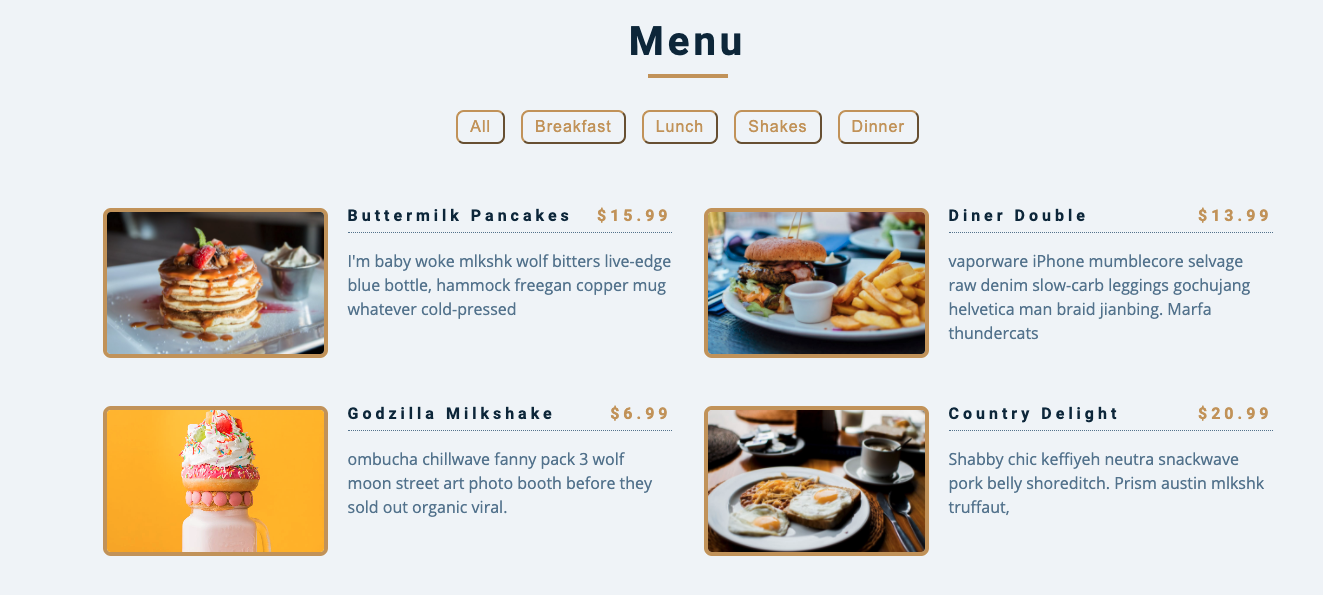 Menu
All Breakfast Lunch Shakes Dinner
Buttermilk Pancakes $15.99
I'm baby woke mlkshk wolf bitters live-edge
blue bottle, hammock freegan copper mug
whatever cold-pressed
Diner Double $13.99
vaporware iPhone mumblecore selvage
raw denim slow-carb leggings gochujang
helvetica man braid jianbing. Marfa
thundercats
Godzilla Milkshake $6.99
ombucha chillwave fanny pack 3 wolf
moon street art photo booth before they
sold out organic viral.
Country Delight $20.99
Shabby chic keffiyeh neutra snackwave
pork belly shoreditch. Prism austin mlkshk
truffaut,